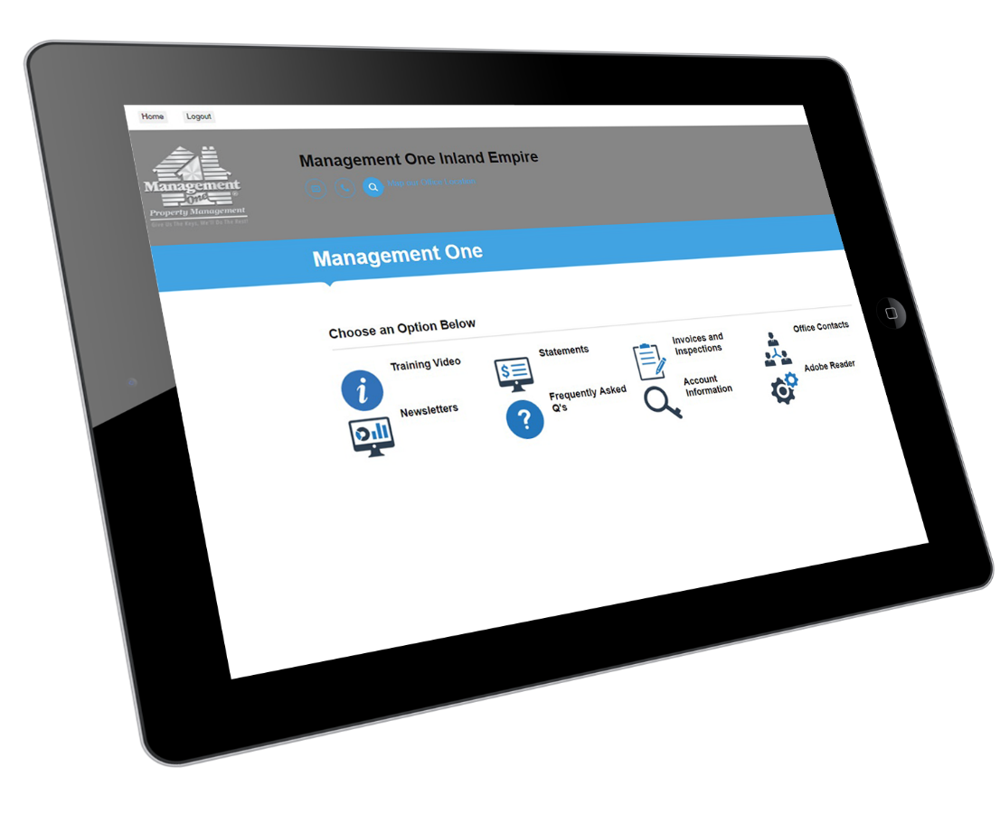 Home Logout
Management One Inland Empire
Map our Office Location
Management
One
®
Property Management
Give Us The Keys, We'll Do The Rest!
Management One
Choose an Option Below
Training Video
Statements
Invoices and
Inspections
Office Contacts
Newsletters
Frequently Asked
Q's
Account
Information
Adobe Reader